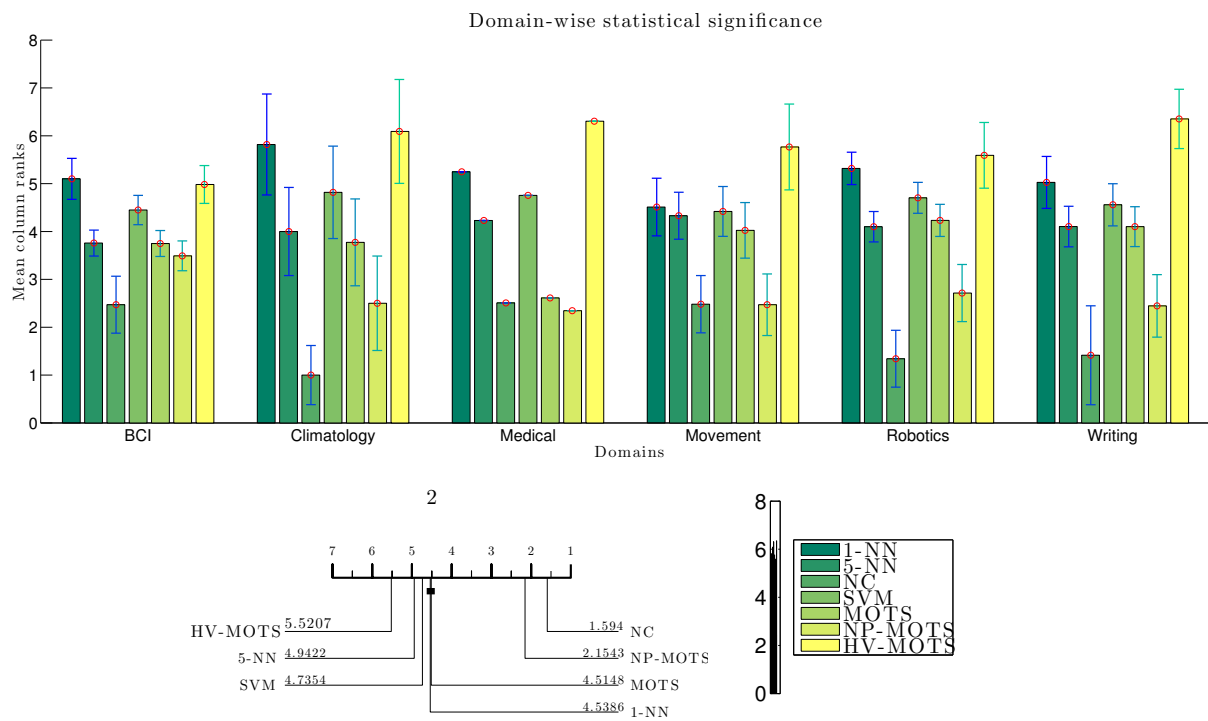 Domain-wise statistical significance
Mean column ranks
8
7
6
5
4
3
2
1
0
BCI Climatology Medical Movement Robotics Writing
Domains
2
7 6 5 4 3 2 1
HV-MOTS 5.5207
5-NN 4.9422
SVM 4.7354
1.594 NC
2.1543 NP-MOTS
4.5148 MOTS
4.5386 1-NN
8
6
4
2
0
1-NN
5-NN
NC
SVM
MOTS
NP-MOTS
HV-MOTS